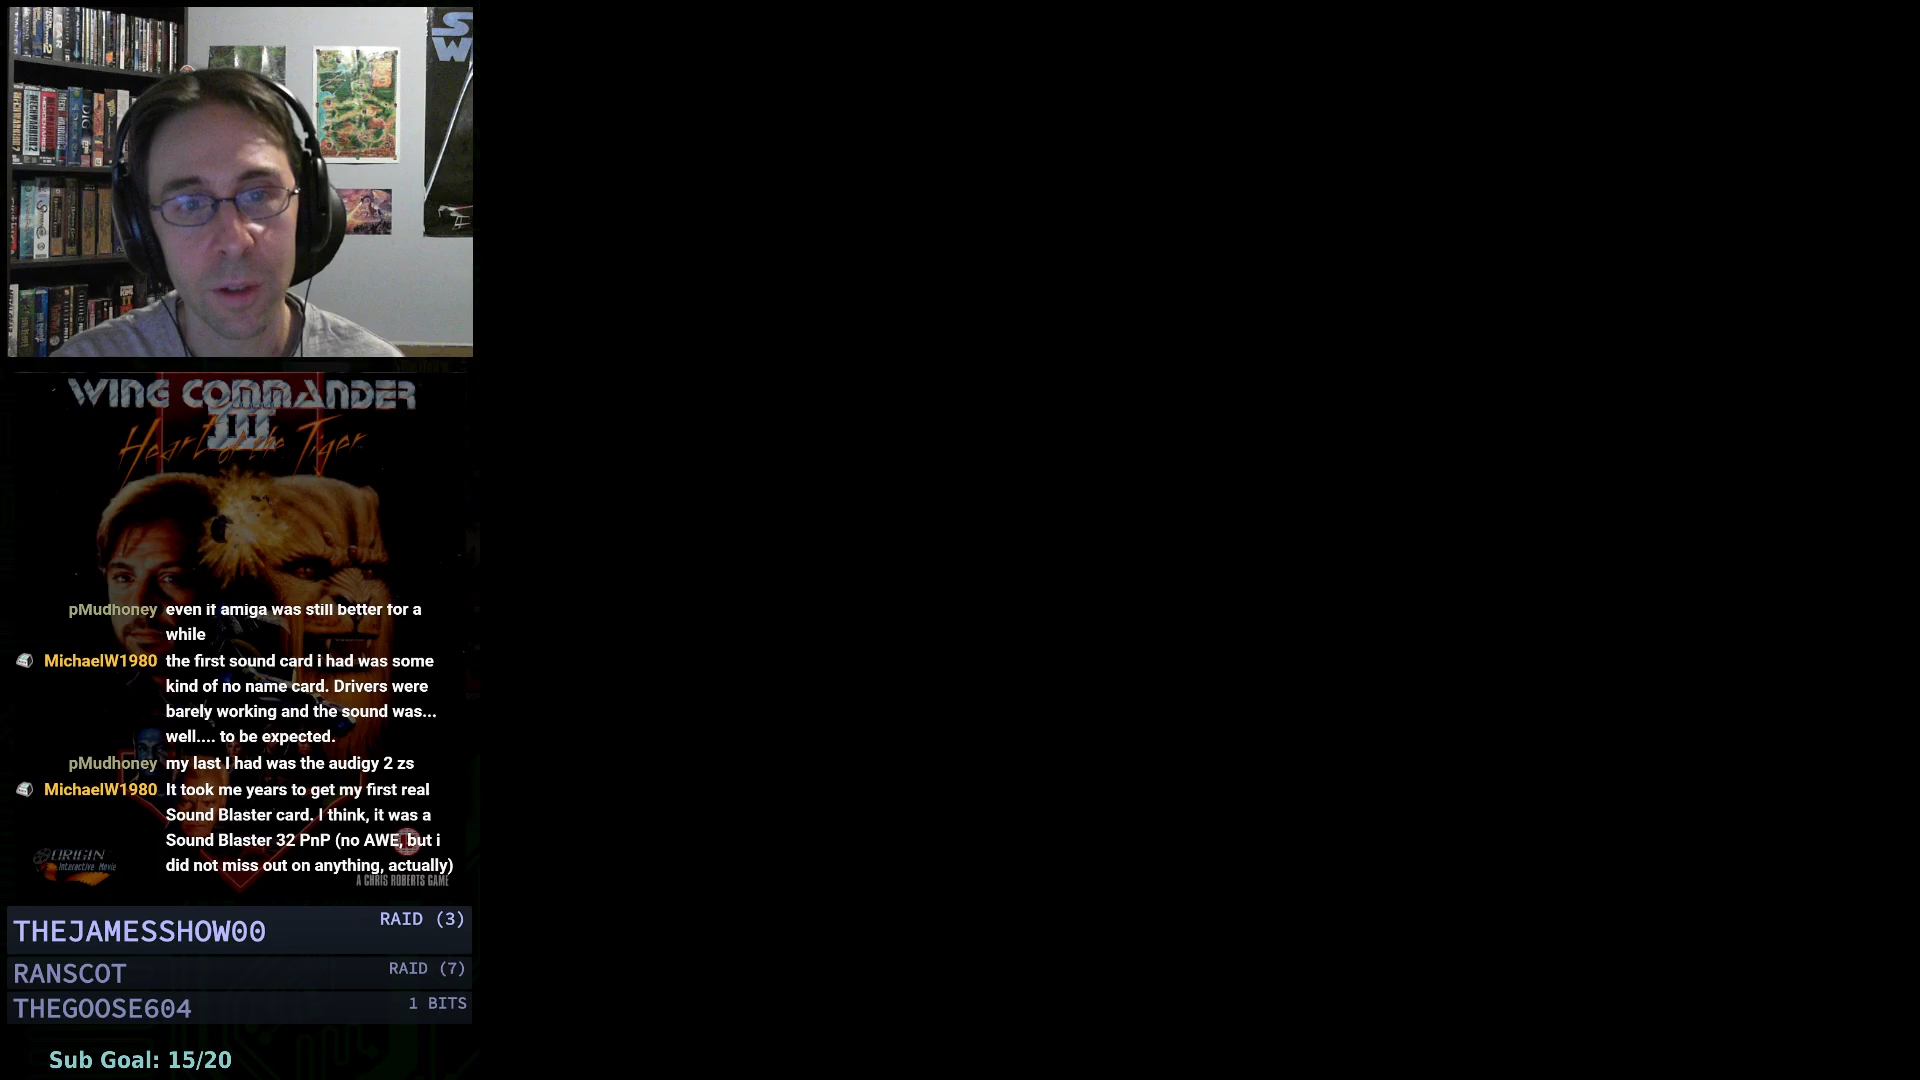 FEAR
DIG
S
W
WING COMMANDER
III
Heart of the Tiger
pMudhoney even if amiga was still better for a
while
MichaelW1980 the first sound card i had was some
kind of no name card. Drivers were
barely working and the sound was...
well.... to be expected.
pMudhoney my last I had was the audigy 2 zs
MichaelW1980 It took me years to get my first real
Sound Blaster card. I think, it was a
Sound Blaster 32 PnP (no AWE, but i
did not miss out on anything, actually)
ORIGIN
Interactive Movie
A CHRIS ROBERTS GAME
THEJAMESSHOW00 RAID (3)
RANSCOT RAID (7)
THEGOOSE604 1 BITS
Sub Goal: 15/20